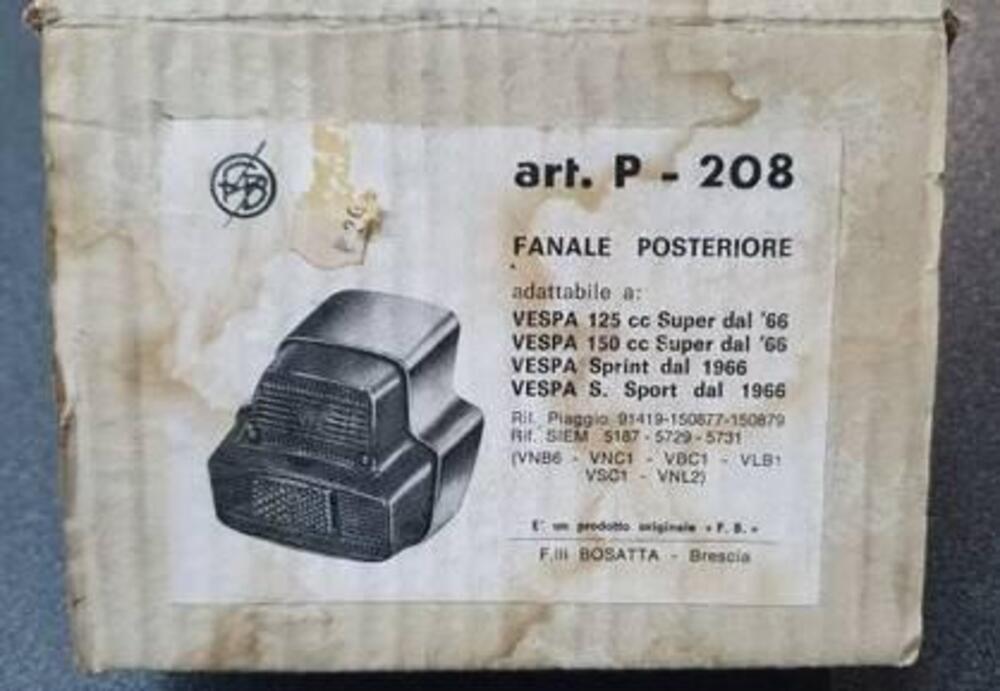 art. P - 208
FANALE POSTERIORE
adattabile a:
VESPA 125 cc Super dal '66
VESPA 150 cc Super dal '66
VESPA Sprint dal 1966
VESPA S. Sport dal 1966
Rif. Piaggio 91419-150877-150879
Rif. SIEM 5187 - 5729 - 5731
(VNB6 - VNC1 - VBC1 - VLB1
VSC1 - VNL2)
E' un prodotto originale « F. B. »
F.lli BOSATTA - Brescia